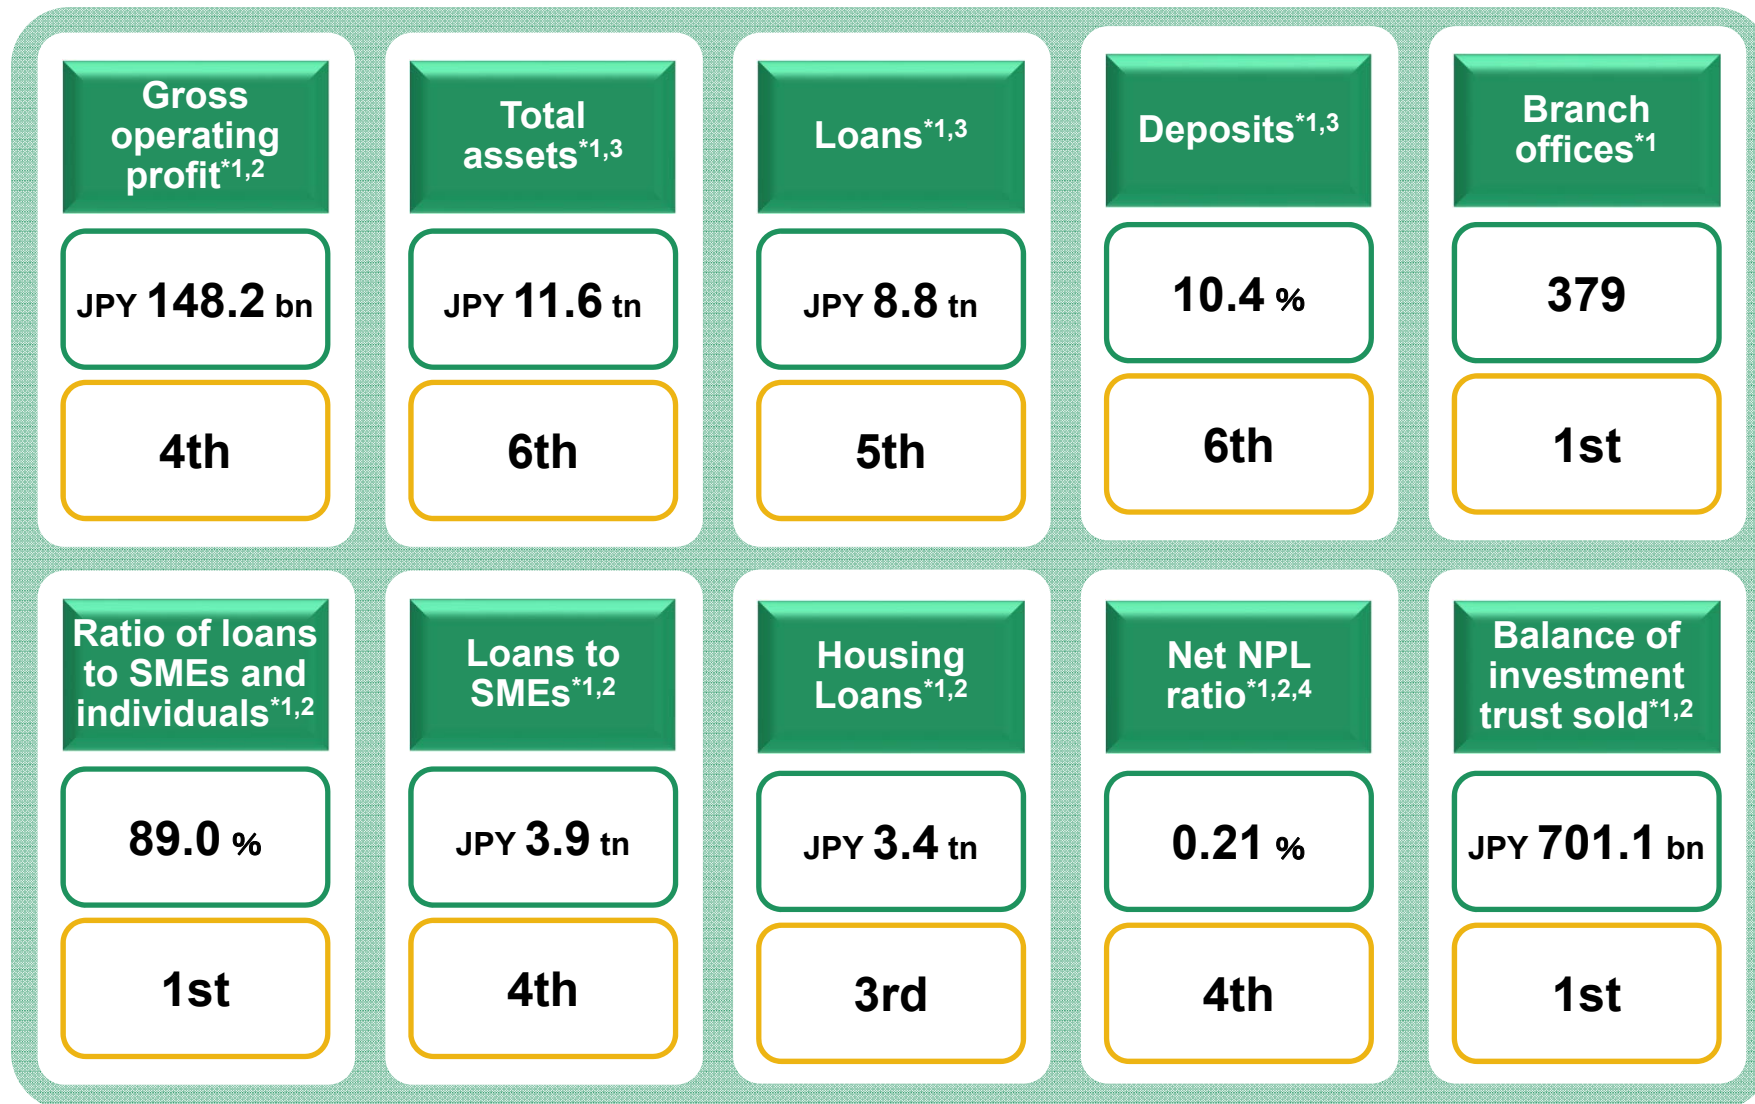 Gross
operating
profit*1,2
JPY 148.2 bn
4th
Total
assets*1,3
JPY 11.6 tn
6th
Loans*1,3
JPY 8.8 tn
5th
Deposits*1,3
10.4 %
6th
Branch
offices*1
379
1st
Ratio of loans
to SMEs and
individuals*1,2
89.0 %
1st
Loans to
SMEs*1,2
JPY 3.9 tn
4th
Housing
Loans*1,2
JPY 3.4 tn
3rd
Net NPL
ratio*1,2,4
0.21 %
4th
Balance of
investment
trust sold*1,2
JPY 701.1 bn
1st